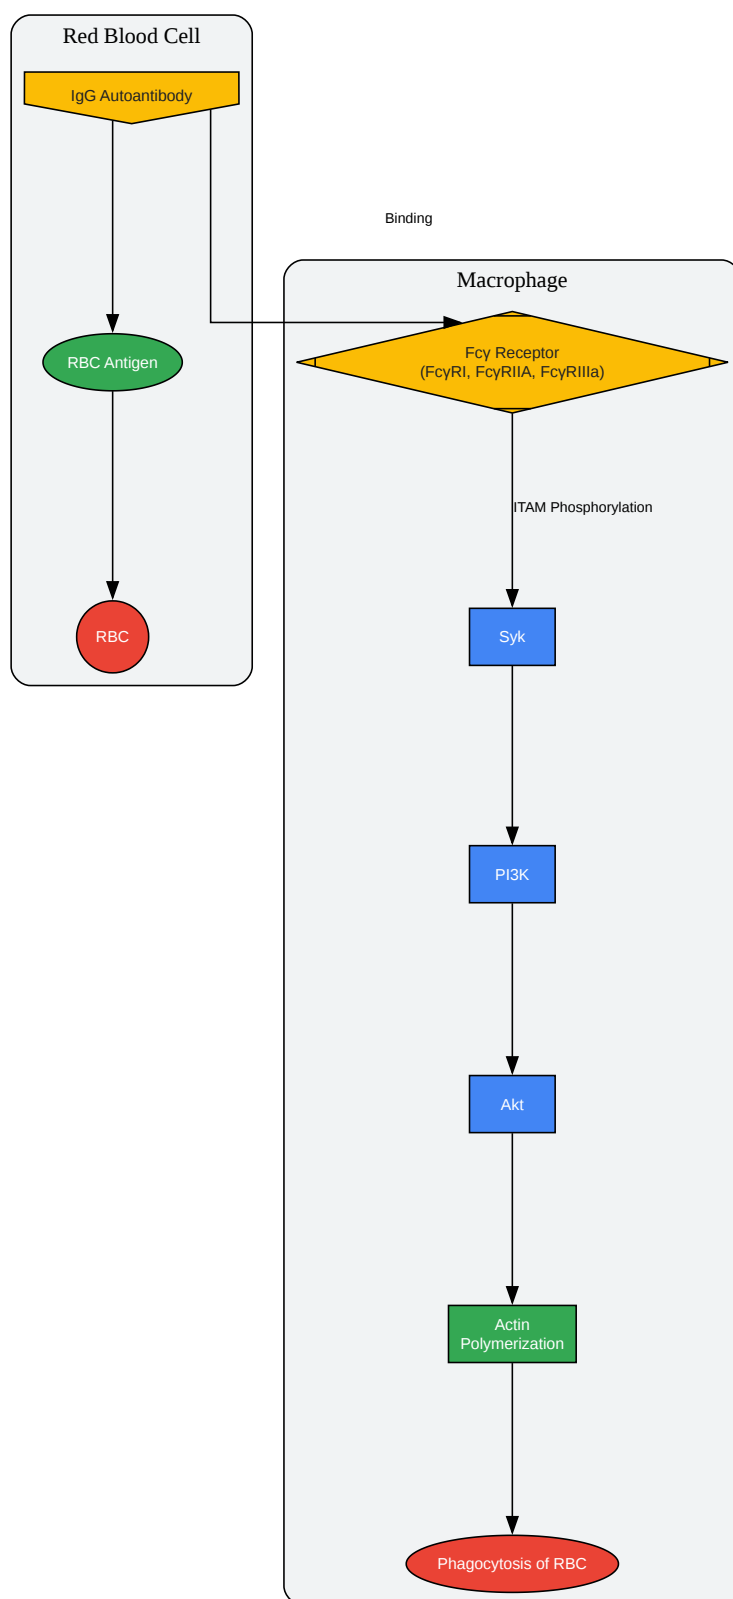 Red Blood Cell
IgG Autoantibody
Binding
Macrophage
Fcγ Receptor
(FcγRI, FcγRIIA, FcγRIIIa)
RBC Antigen
ITAM Phosphorylation
RBC
Syk
PI3K
Akt
Actin
Polymerization
Phagocytosis of RBC